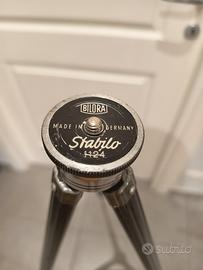 BILORA
MADE IN GERMANY
Stabilo
1124
subito